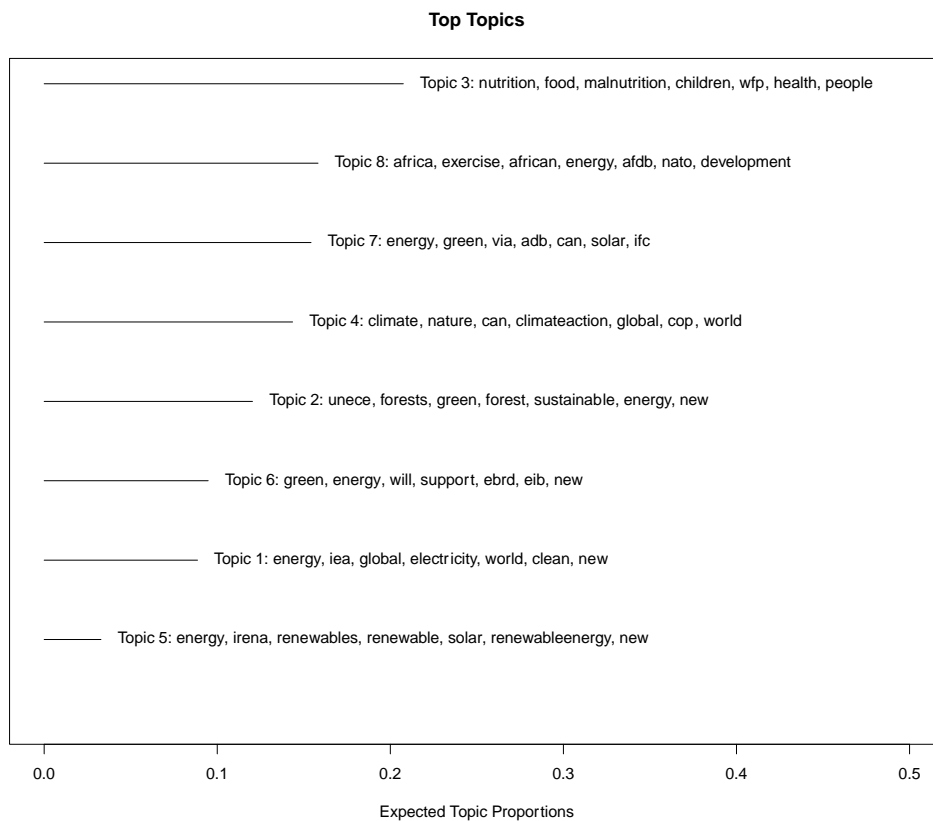 Top Topics
Topic 3: nutrition, food, malnutrition, children, wfp, health, people
Topic 8: africa, exercise, african, energy, afdb, nato, development
Topic 7: energy, green, via, adb, can, solar, ifc
Topic 4: climate, nature, can, climateaction, global, cop, world
Topic 2: unece, forests, green, forest, sustainable, energy, new
Topic 6: green, energy, will, support, ebrd, eib, new
Topic 1: energy, iea, global, electricity, world, clean, new
Topic 5: energy, irena, renewables, renewable, solar, renewableenergy, new
0.0 0.1 0.2 0.3 0.4 0.5
Expected Topic Proportions